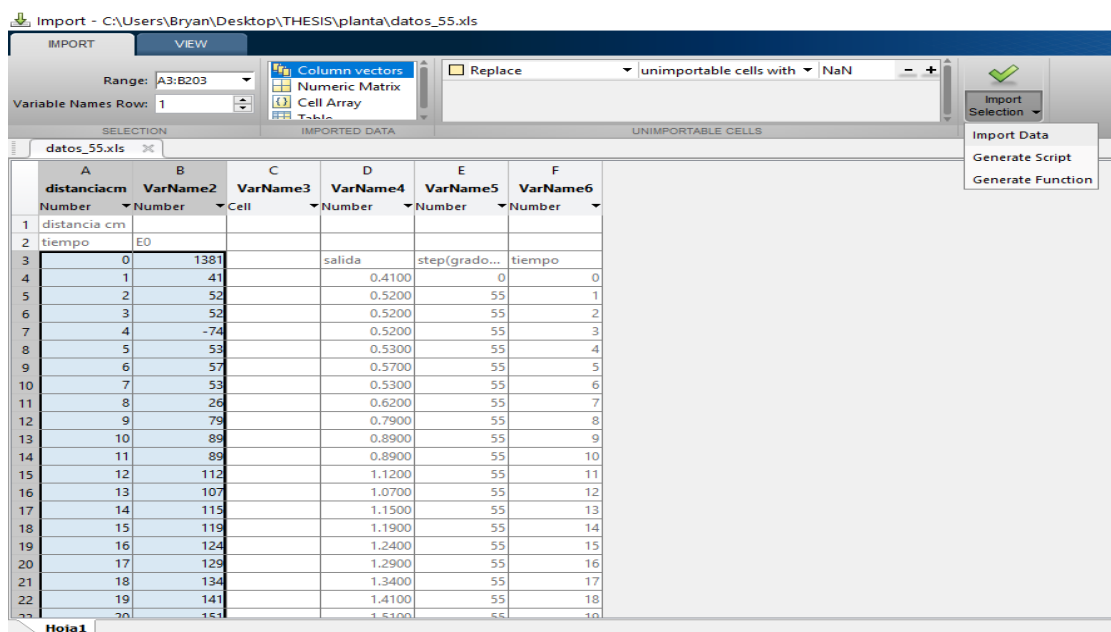 Import - C:\Users\Bryan\Desktop\THESIS\planta\datos_55.xls
IMPORT VIEW
Range: A3:B203
Variable Names Row: 1
Column vectors
Numeric Matrix
Cell Array
Table
Replace unimportable cells with NaN - +
Import Selection
SELECTION IMPORTED DATA UNIMPORTABLE CELLS
Import Data
Generate Script
Generate Function
datos_55.xls
A B C D E F
distanciacm VarName2 VarName3 VarName4 VarName5 VarName6
Number Number Cell Number Number Number
1 distancia cm
2 tiempo E0
3 0 1381 salida step(grado... tiempo
4 1 41 0.4100 0 0
5 2 52 0.5200 55 1
6 3 52 0.5200 55 2
7 4 -74 0.5200 55 3
8 5 53 0.5300 55 4
9 6 57 0.5700 55 5
10 7 53 0.5300 55 6
11 8 26 0.6200 55 7
12 9 79 0.7900 55 8
13 10 89 0.8900 55 9
14 11 89 0.8900 55 10
15 12 112 1.1200 55 11
16 13 107 1.0700 55 12
17 14 115 1.1500 55 13
18 15 119 1.1900 55 14
19 16 124 1.2400 55 15
20 17 129 1.2900 55 16
21 18 134 1.3400 55 17
22 19 141 1.4100 55 18
23 20 151 1.5100 55 19
Hoja1